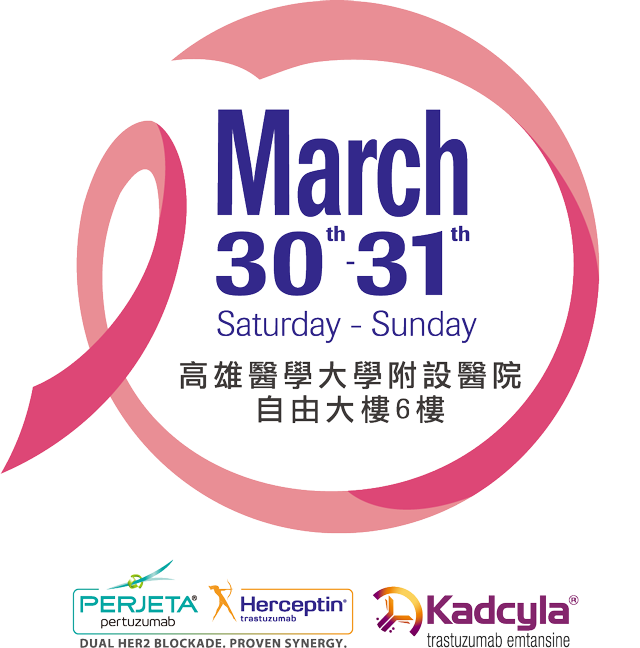 March
30th-31th
Saturday - Sunday
高雄醫學大學附設醫院
自由大樓6樓
PERJETA®
pertuzumab
Herceptin®
trastuzumab
DUAL HER2 BLOCKADE. PROVEN SYNERGY.
Kadcyla®
trastuzumab emtansine